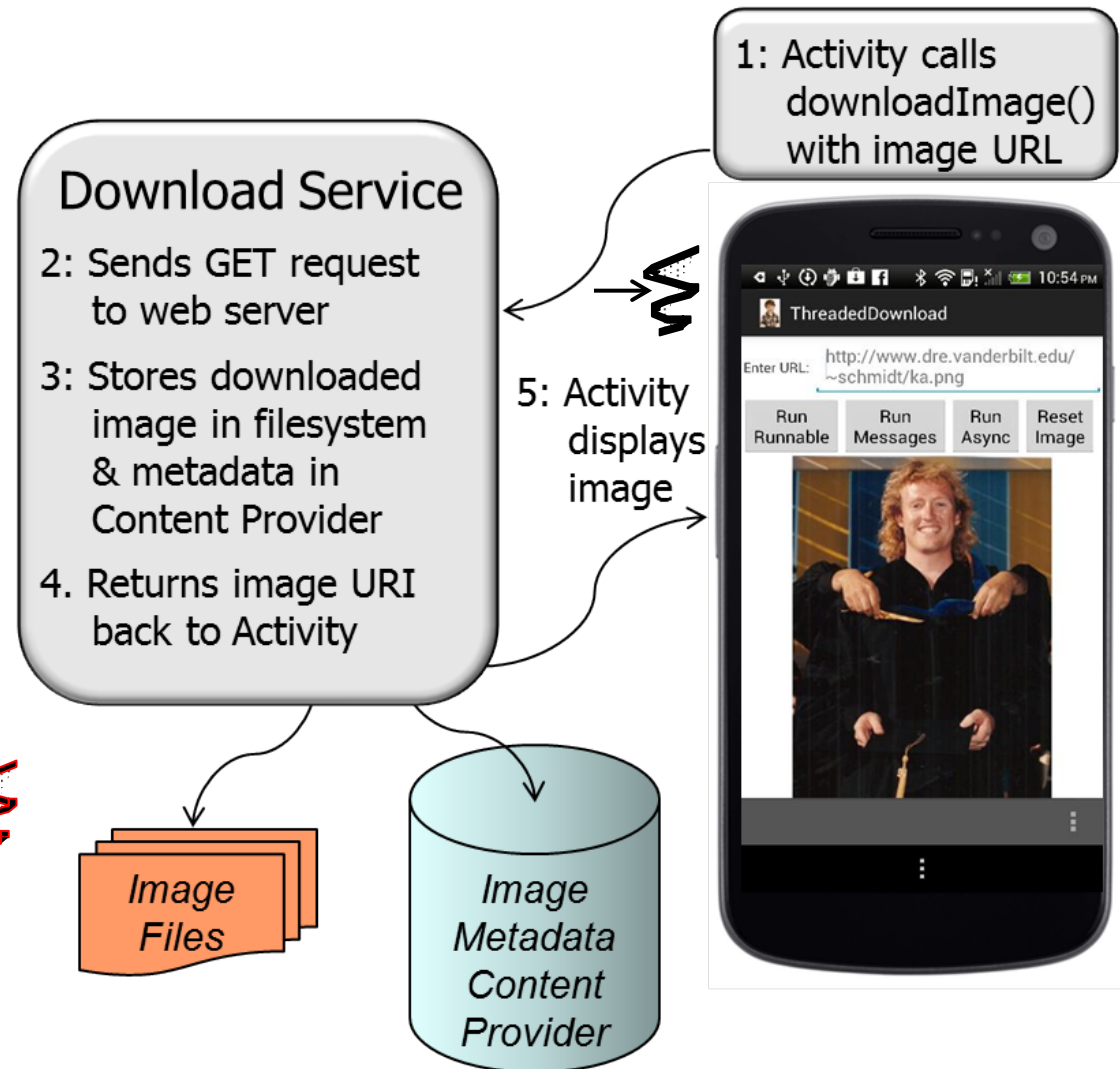 1: Activity calls
downloadImage()
with image URL
Download Service
2: Sends GET request
to web server
3: Stores downloaded
image in filesystem
& metadata in
Content Provider
4. Returns image URI
back to Activity
5: Activity
displays
image
10:54 PM
ThreadedDownload
Enter URL:
http://www.dre.vanderbilt.edu/
~schmidt/ka.png
Run
Runnable
Run
Messages
Run
Async
Reset
Image
Image
Files
Image
Metadata
Content
Provider